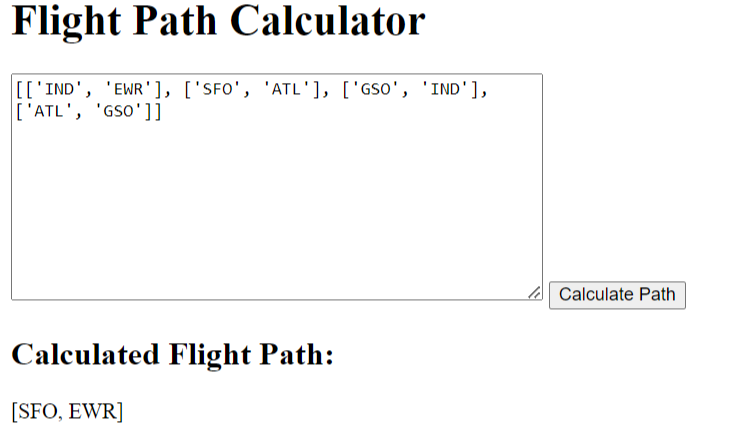 Flight Path Calculator
[['IND', 'EWR'], ['SFO', 'ATL'], ['GSO', 'IND'],
['ATL', 'GSO']]
Calculate Path
Calculated Flight Path:
[SFO, EWR]